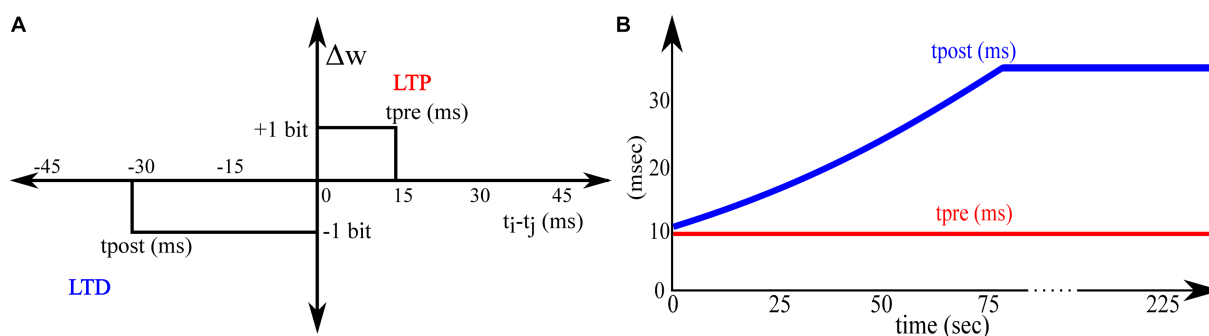 A
Δw
LTP
tpre (ms)
+1 bit
-45 -30 -15
0 15 30 45
ti-tj (ms)
-1 bit
tpost (ms)
LTD
B
tpost (ms)
30
20
(msec)
tpre (ms)
10
0
0 25 50 75 225
time (sec)